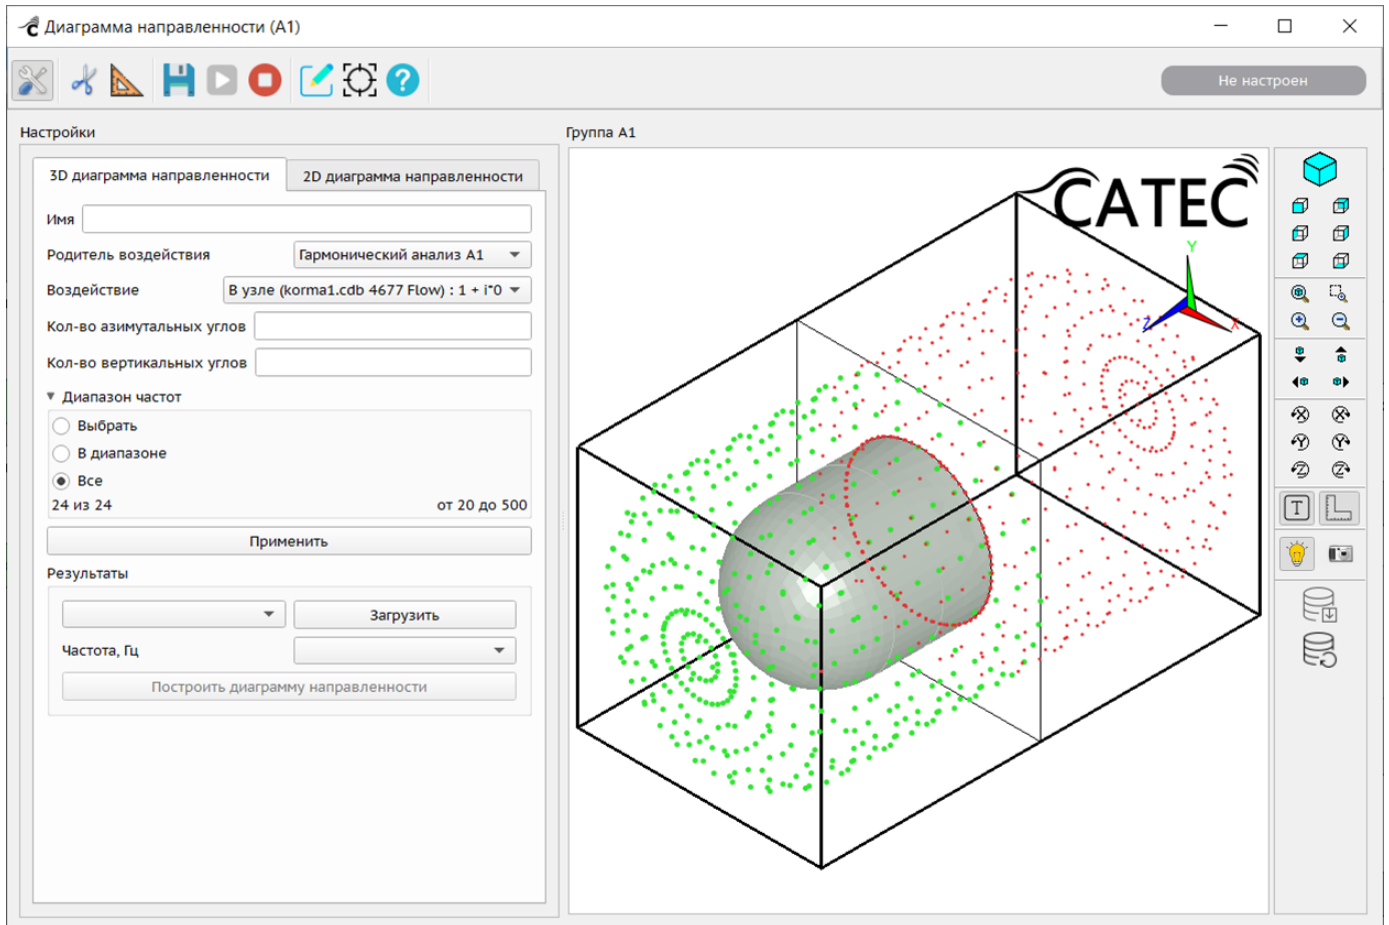 Диаграмма направленности (A1)
Не настроен
Настройки
Группа A1
3D диаграмма направленности
2D диаграмма направленности
Имя
Родитель воздействия
Гармонический анализ A1
Воздействие
В узле (korma1.cdb 4677 Flow) : 1 + i*0
Кол-во азимутальных углов
Кол-во вертикальных углов
Диапазон частот
Выбрать
В диапазоне
Все
24 из 24
от 20 до 500
Применить
Результаты
Загрузить
Частота, Гц
Построить диаграмму направленности
CATEC
Y
Z
X
X
X
Y
Y
Z
Z
T